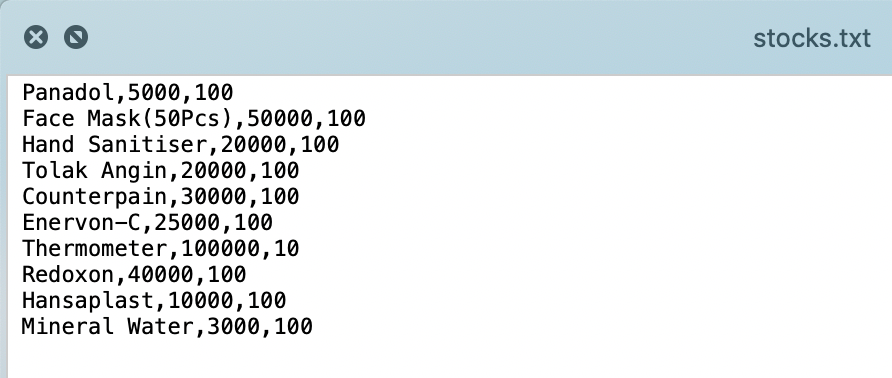 stocks.txt
Panadol,5000,100
Face Mask(50Pcs),50000,100
Hand Sanitiser,20000,100
Tolak Angin,20000,100
Counterpain,30000,100
Enervon-C,25000,100
Thermometer,100000,10
Redoxon,40000,100
Hansaplast,10000,100
Mineral Water,3000,100